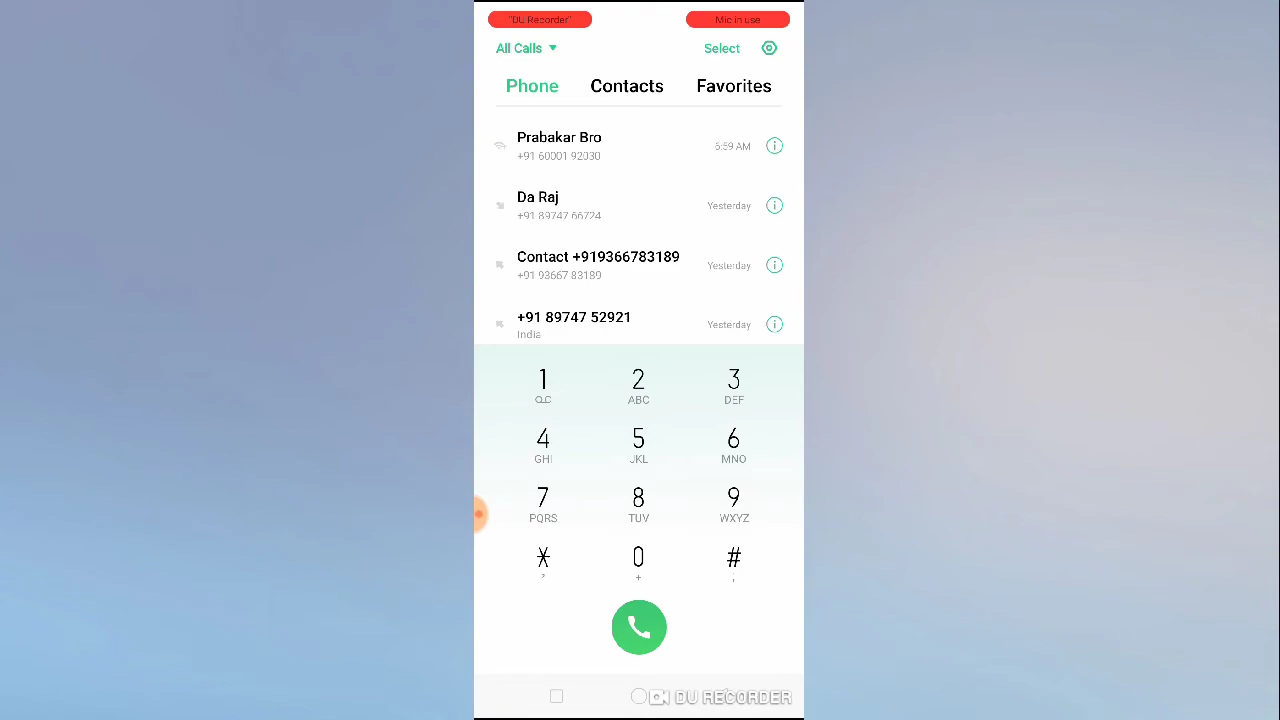 "DU Recorder" Mic in use
All Calls Select
Phone Contacts Favorites
Prabakar Bro
+91 60001 92030
6:59 AM
Da Raj
+91 89747 66724
Yesterday
Contact +919366783189
+91 93667 83189
Yesterday
+91 89747 52921
India
Yesterday
1 2 3
ABC DEF
4 5 6
GHI JKL MNO
7 8 9
PQRS TUV WXYZ
* 0 #
, + ;
DU RECORDER